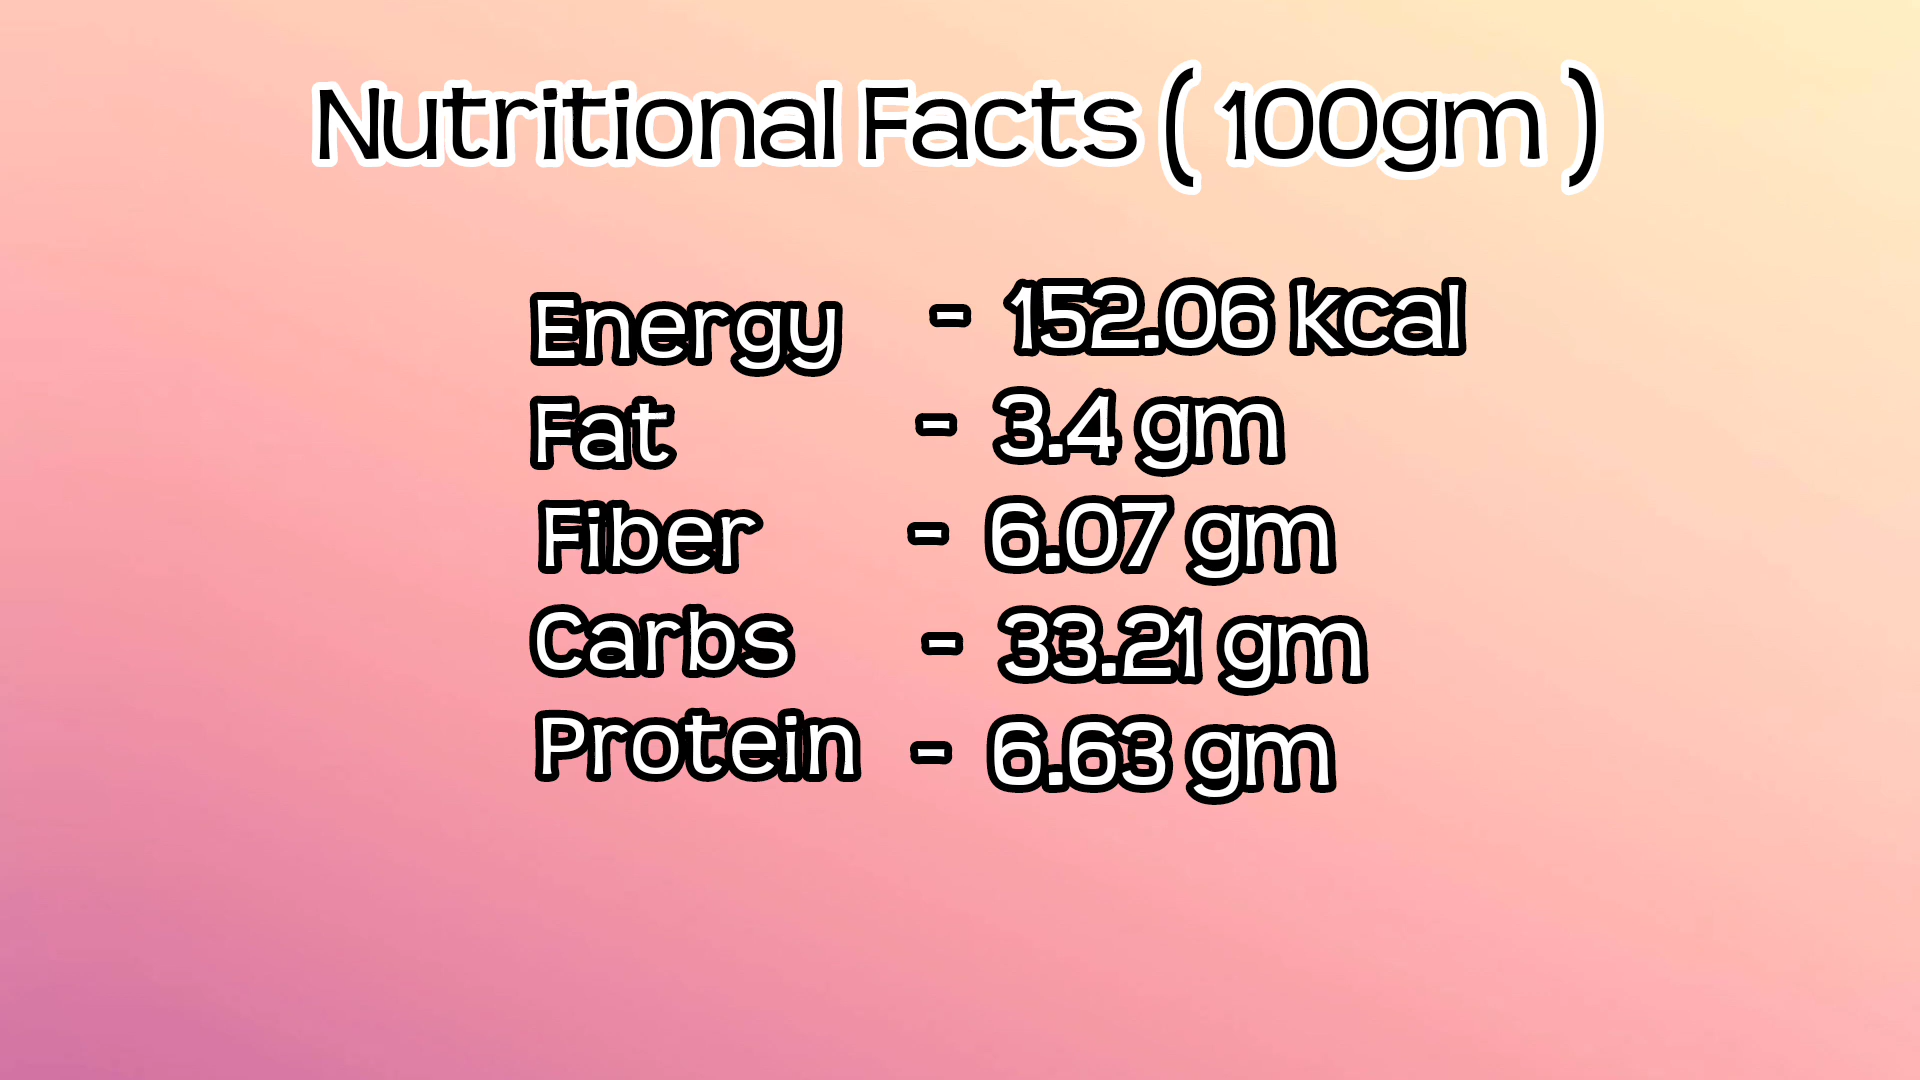 Nutritional Facts ( 100gm )
Energy - 152.06 kcal
Fat - 3.4 gm
Fiber - 6.07 gm
Carbs - 33.21 gm
Protein - 6.63 gm